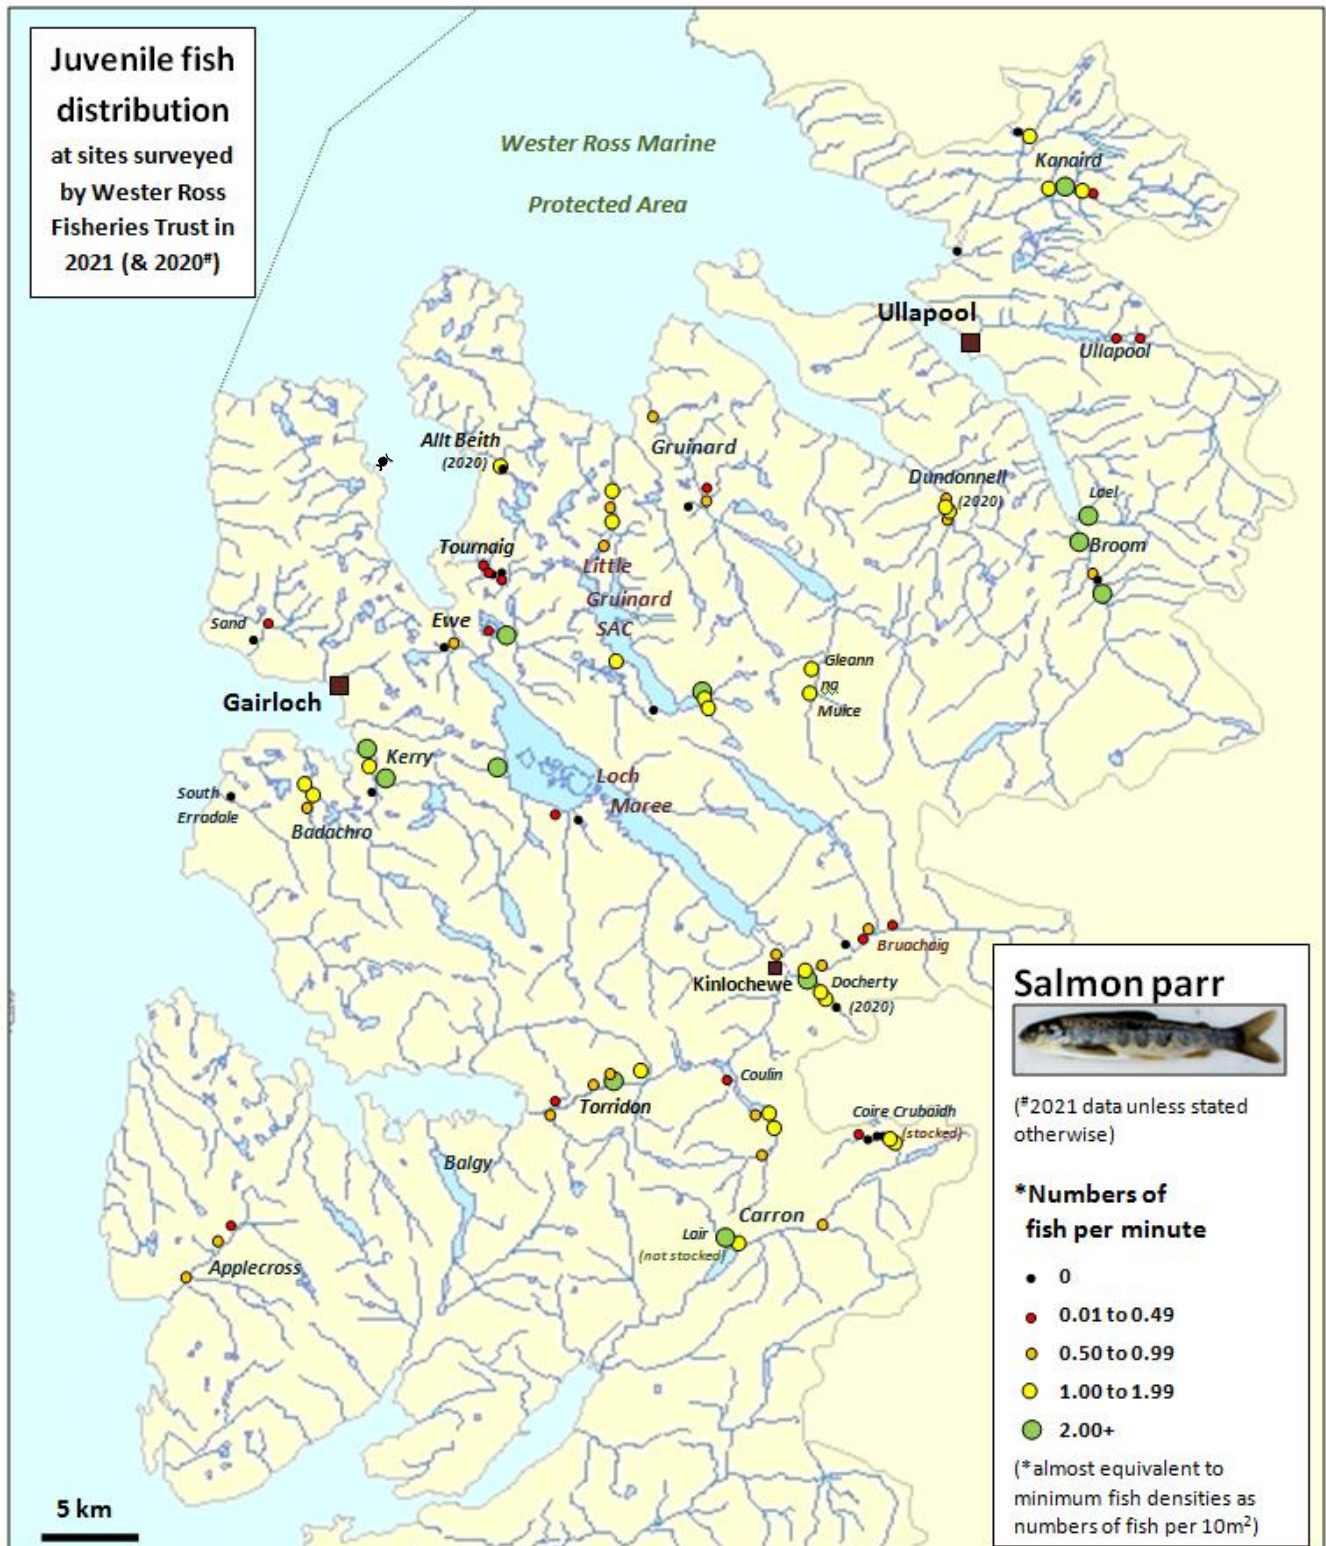 Juvenile fish
distribution
at sites surveyed
by Wester Ross
Fisheries Trust in
2021 (& 2020#)
Wester Ross Marine
Protected Area
Kanaird
Ullapool
Ullapool
Allt Beith
(2020)
Gruinard
Dundonnell
(2020)
Lael
Broom
Tournaig
Little
Gruinard
SAC
Sand
Ewe
Gleann
na
Muice
Gairloch
Kerry
Loch
Maree
South
Erradale
Badachro
Bruachaig
Kinlochewe
Docherty
(2020)
Coulin
Torridon
Coire Crubaidh
(stocked)
Balgy
Carron
Lair
(not stocked)
Applecross
5 km
Salmon parr
(#2021 data unless stated
otherwise)
*Numbers of
fish per minute
0
0.01 to 0.49
0.50 to 0.99
1.00 to 1.99
2.00+
(*almost equivalent to
minimum fish densities as
numbers of fish per 10m²)